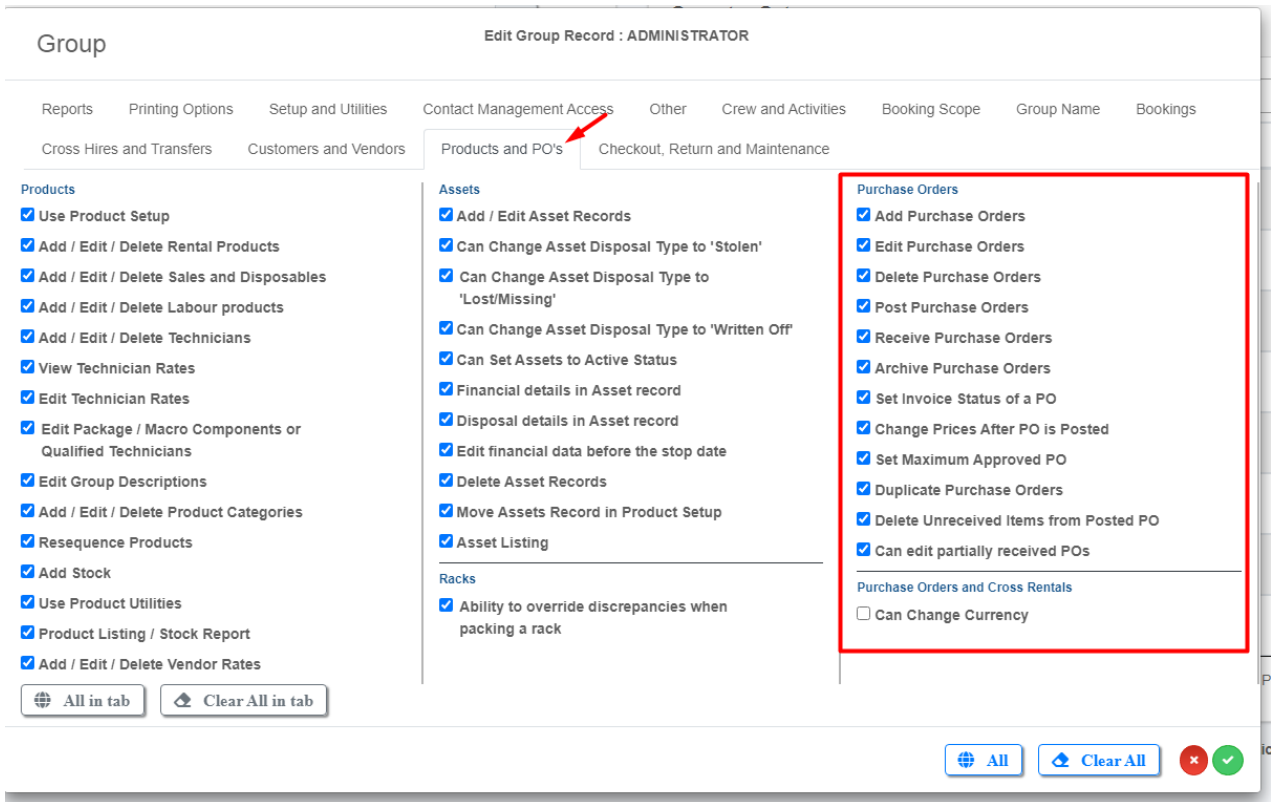 Group
Edit Group Record : ADMINISTRATOR
Reports
Printing Options
Setup and Utilities
Contact Management Access
Other
Crew and Activities
Booking Scope
Group Name
Bookings
Cross Hires and Transfers
Customers and Vendors
Products and PO's
Checkout, Return and Maintenance
Products
Use Product Setup
Add / Edit / Delete Rental Products
Add / Edit / Delete Sales and Disposables
Add / Edit / Delete Labour products
Add / Edit / Delete Technicians
View Technician Rates
Edit Technician Rates
Edit Package / Macro Components or
Qualified Technicians
Edit Group Descriptions
Add / Edit / Delete Product Categories
Resequence Products
Add Stock
Use Product Utilities
Product Listing / Stock Report
Add / Edit / Delete Vendor Rates
Assets
Add / Edit Asset Records
Can Change Asset Disposal Type to 'Stolen'
Can Change Asset Disposal Type to
'Lost/Missing'
Can Change Asset Disposal Type to 'Written Off'
Can Set Assets to Active Status
Financial details in Asset record
Disposal details in Asset record
Edit financial data before the stop date
Delete Asset Records
Move Assets Record in Product Setup
Asset Listing
Racks
Ability to override discrepancies when
packing a rack
Purchase Orders
Add Purchase Orders
Edit Purchase Orders
Delete Purchase Orders
Post Purchase Orders
Receive Purchase Orders
Archive Purchase Orders
Set Invoice Status of a PO
Change Prices After PO is Posted
Set Maximum Approved PO
Duplicate Purchase Orders
Delete Unreceived Items from Posted PO
Can edit partially received POs
Purchase Orders and Cross Rentals
Can Change Currency
All in tab
Clear All in tab
All
Clear All